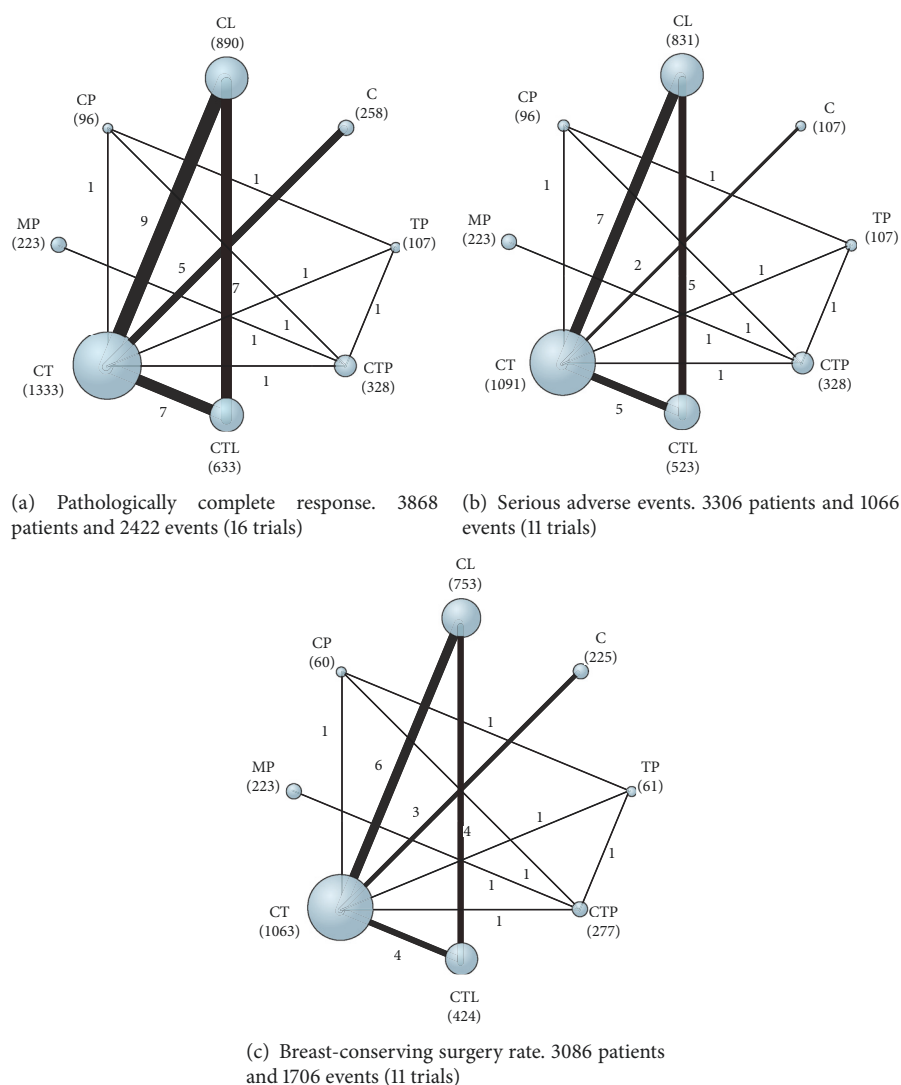 CL
(890)
C
(258)
CP
(96)
1
1
9
MP
(223)
TP
(107)
5
1
7
1
1
1
CT
(1333)
1
CTP
(328)
7
CTL
(633)
(a) Pathologically complete response. 3868
patients and 2422 events (16 trials)
CL
(831)
C
(107)
CP
(96)
1
1
7
MP
(223)
TP
(107)
2
1
5
1
1
1
CT
(1091)
1
CTP
(328)
5
CTL
(523)
(b) Serious adverse events. 3306 patients and 1066
events (11 trials)
CL
(753)
C
(225)
CP
(60)
1
1
6
MP
(223)
TP
(61)
3
1
4
1
1
1
CT
(1063)
1
CTP
(277)
4
CTL
(424)
(c) Breast-conserving surgery rate. 3086 patients
and 1706 events (11 trials)